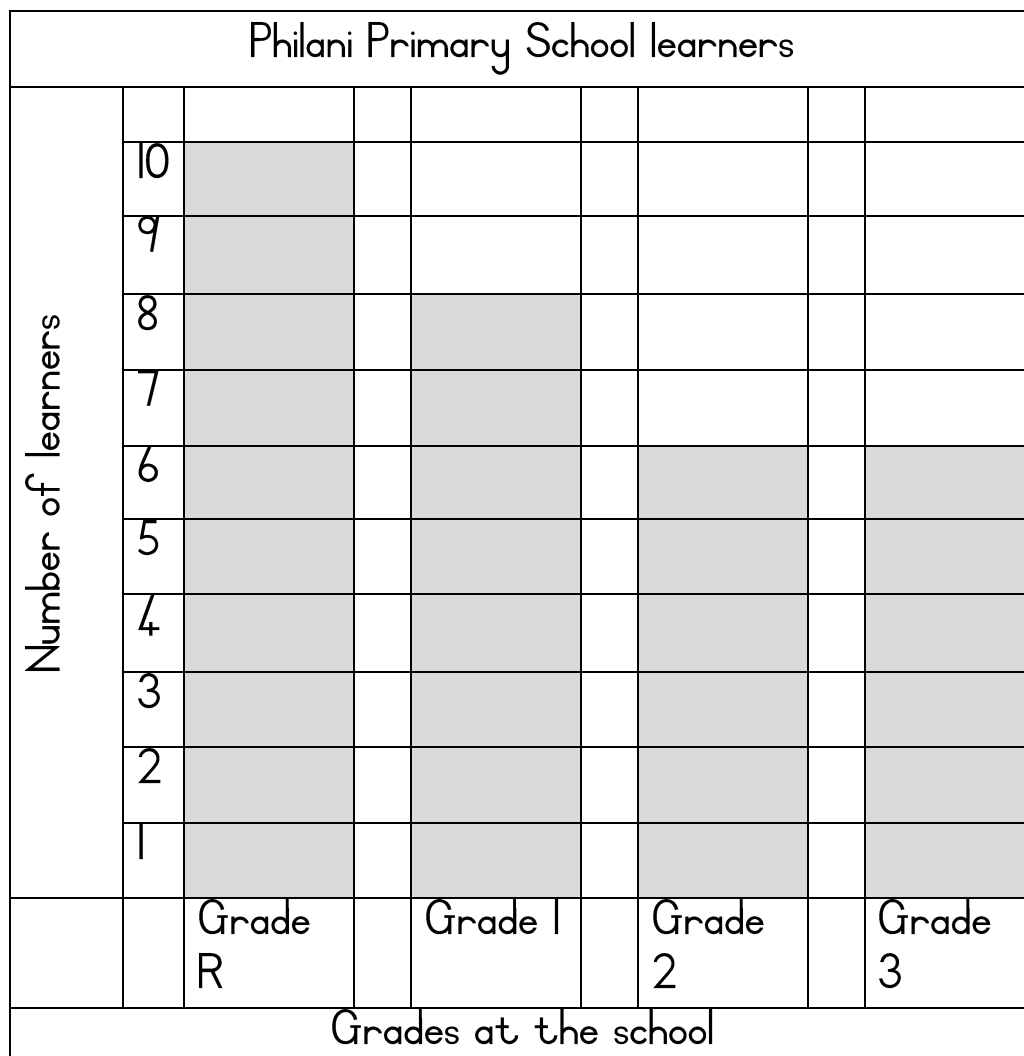 Philani Primary School learners
Number of learners
10
9
8
7
6
5
4
3
2
1
Grade R
Grade 1
Grade 2
Grade 3
Grades at the school